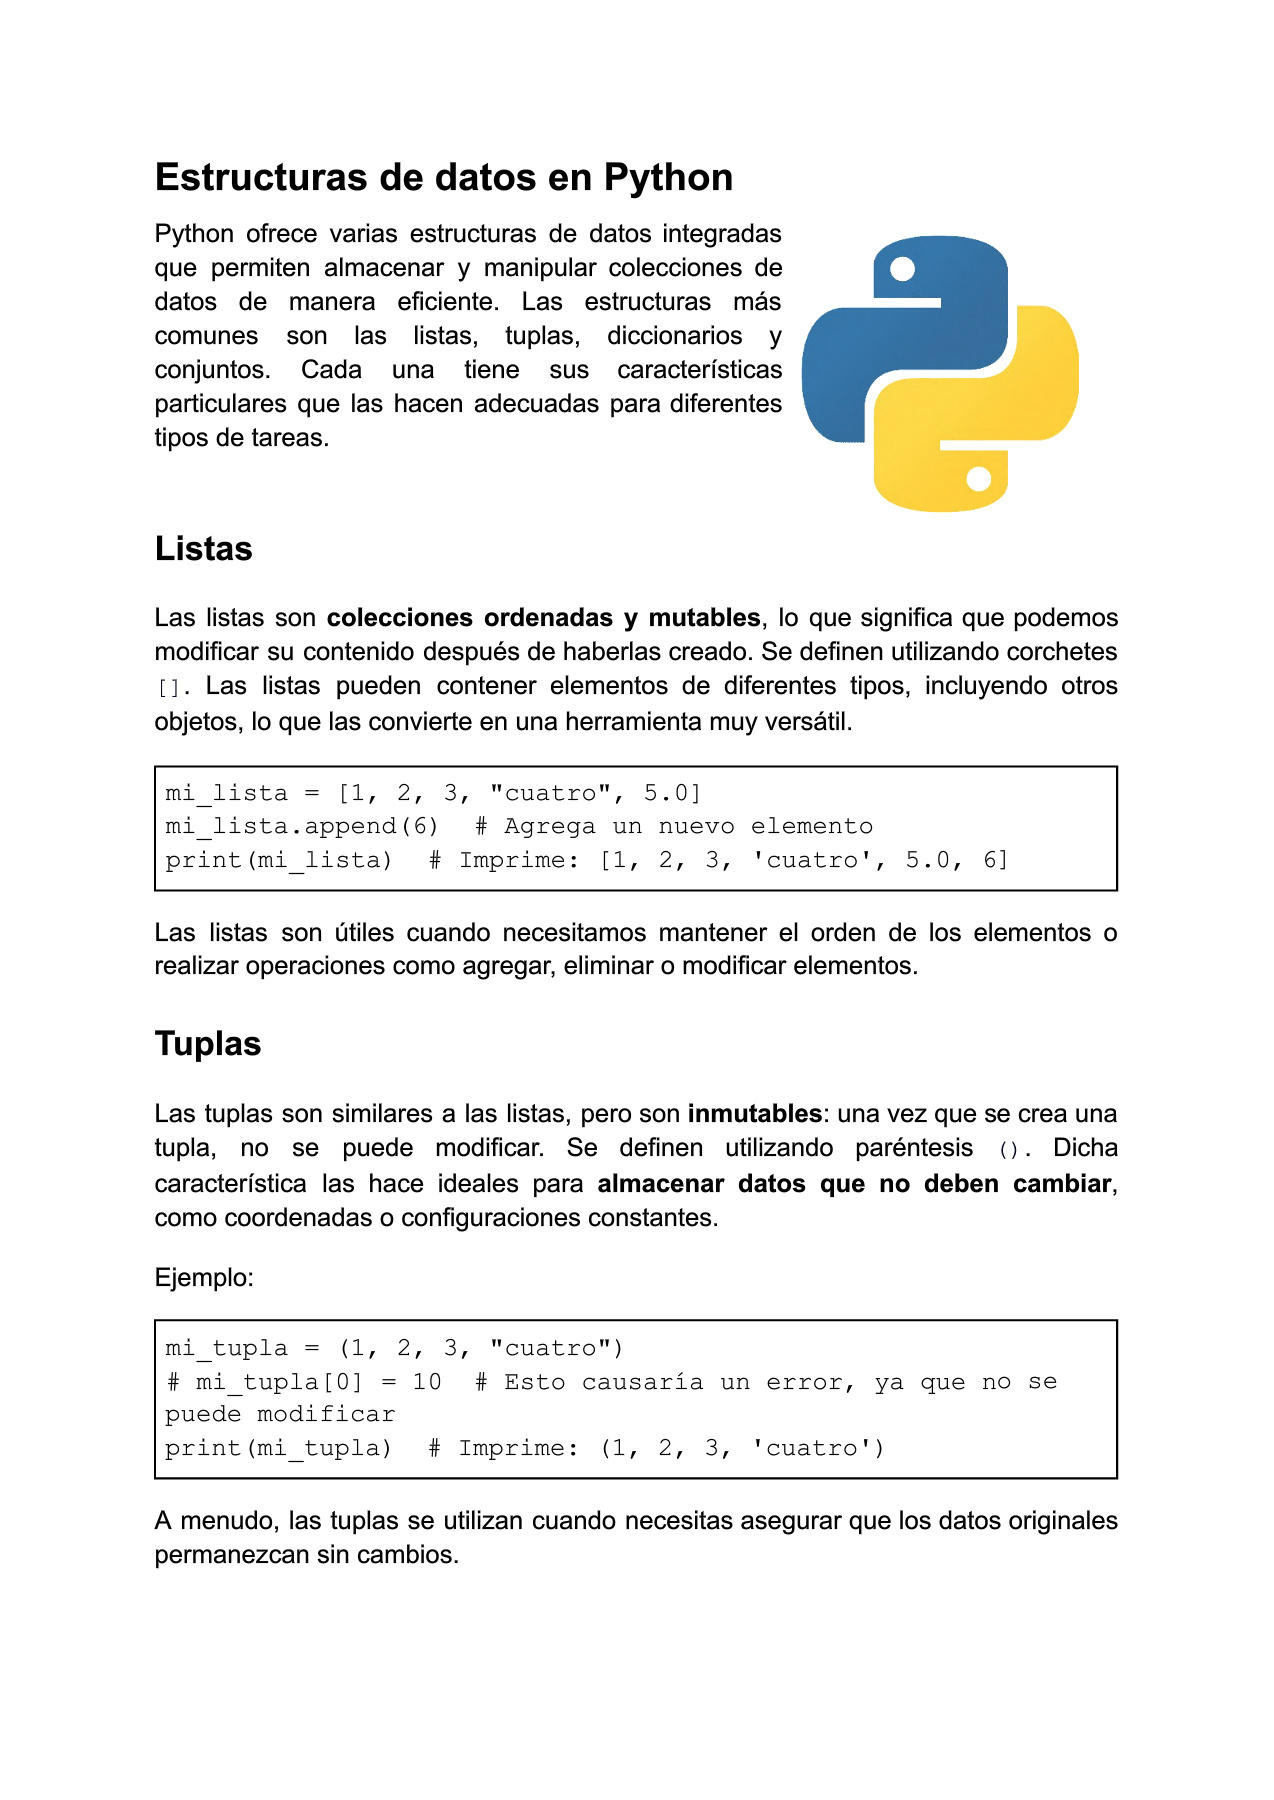 Estructuras de datos en Python
Python ofrece varias estructuras de datos integradas
que permiten almacenar y manipular colecciones de
datos de manera eficiente. Las estructuras más
comunes son las listas, tuplas, diccionarios y
conjuntos. Cada una tiene sus características
particulares que las hacen adecuadas para diferentes
tipos de tareas.
Listas
Las listas son colecciones ordenadas y mutables, lo que significa que podemos
modificar su contenido después de haberlas creado. Se definen utilizando corchetes
[]. Las listas pueden contener elementos de diferentes tipos, incluyendo otros
objetos, lo que las convierte en una herramienta muy versátil.
mi_lista = [1, 2, 3, "cuatro", 5.0]
mi_lista.append(6)  # Agrega un nuevo elemento
print(mi_lista)  # Imprime: [1, 2, 3, 'cuatro', 5.0, 6]
Las listas son útiles cuando necesitamos mantener el orden de los elementos o
realizar operaciones como agregar, eliminar o modificar elementos.
Tuplas
Las tuplas son similares a las listas, pero son inmutables: una vez que se crea una
tupla, no se puede modificar. Se definen utilizando paréntesis (). Dicha
característica las hace ideales para almacenar datos que no deben cambiar,
como coordenadas o configuraciones constantes.
Ejemplo:
mi_tupla = (1, 2, 3, "cuatro")
# mi_tupla[0] = 10  # Esto causaría un error, ya que no se
puede modificar
print(mi_tupla)  # Imprime: (1, 2, 3, 'cuatro')
A menudo, las tuplas se utilizan cuando necesitas asegurar que los datos originales
permanezcan sin cambios.